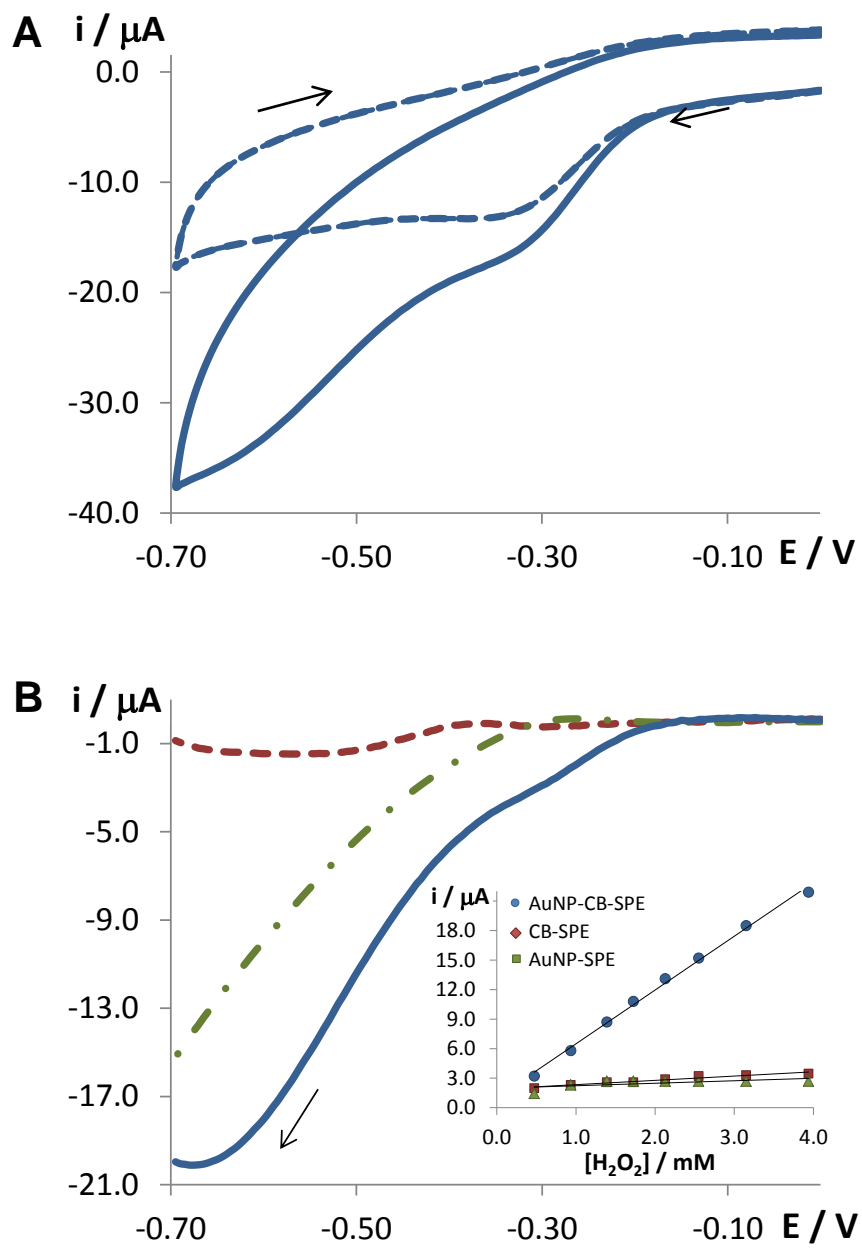 A
i / μA
0.0
-10.0
-20.0
-30.0
-40.0
-0.70 -0.50 -0.30 -0.10
E / V
B
i / μA
-1.0
-5.0
-9.0
-13.0
-17.0
-21.0
-0.70 -0.50 -0.30 -0.10
E / V
i / μA
18.0
15.0
12.0
9.0
6.0
3.0
0.0
AuNP-CB-SPE
CB-SPE
AuNP-SPE
0.0 1.0 2.0 3.0 4.0
[H₂O₂] / mM